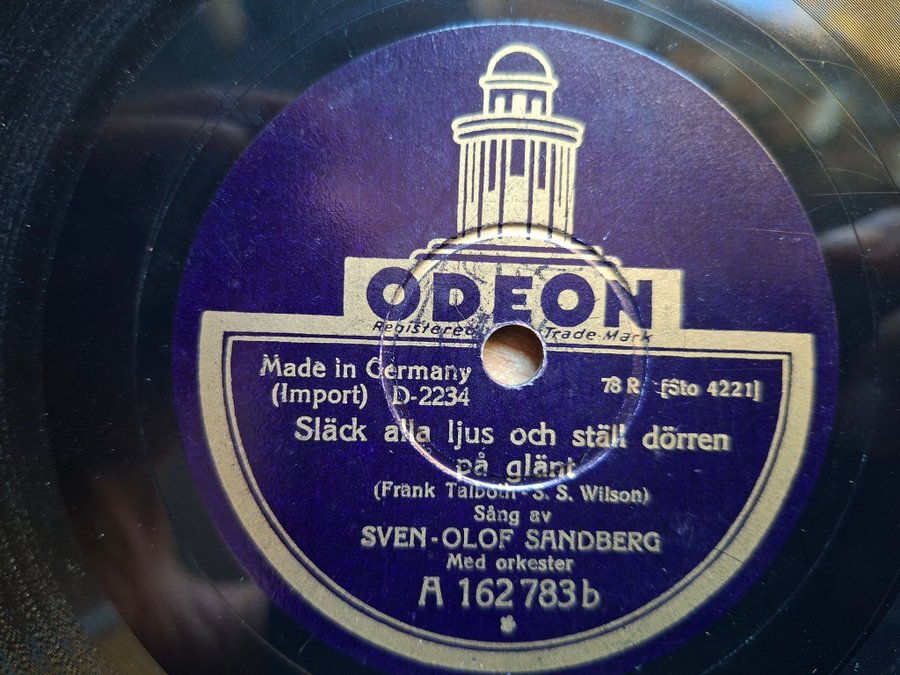 ODEON
Registered Trade-Mark
Made in Germany
(Import) D-2234
78 R. [Sto 4221]
Släck alla ljus och ställ dörren
på glänt
(Frank Talboth - S. S. Wilson)
Sång av
SVEN-OLOF SANDBERG
Med orkester
A 162 783 b